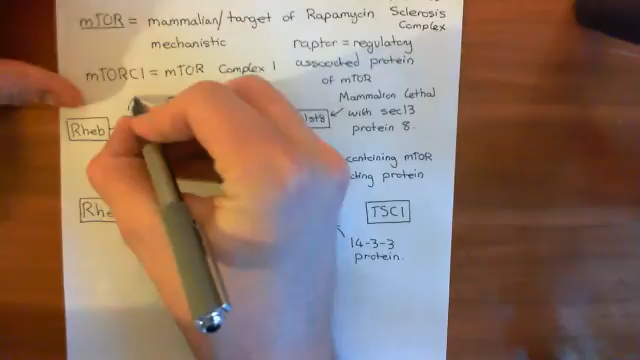 mTOR = mammalian/target of Rapamycin Sclerosis
Complex
mechanistic raptor = regulatory
mTORC1 = mTOR Complex 1 associated protein
of mTOR
Mammalian Lethal
Rheb lst8 with sec13
protein 8.
containing mTOR
protein
Rhe TSC1
14-3-3
protein.